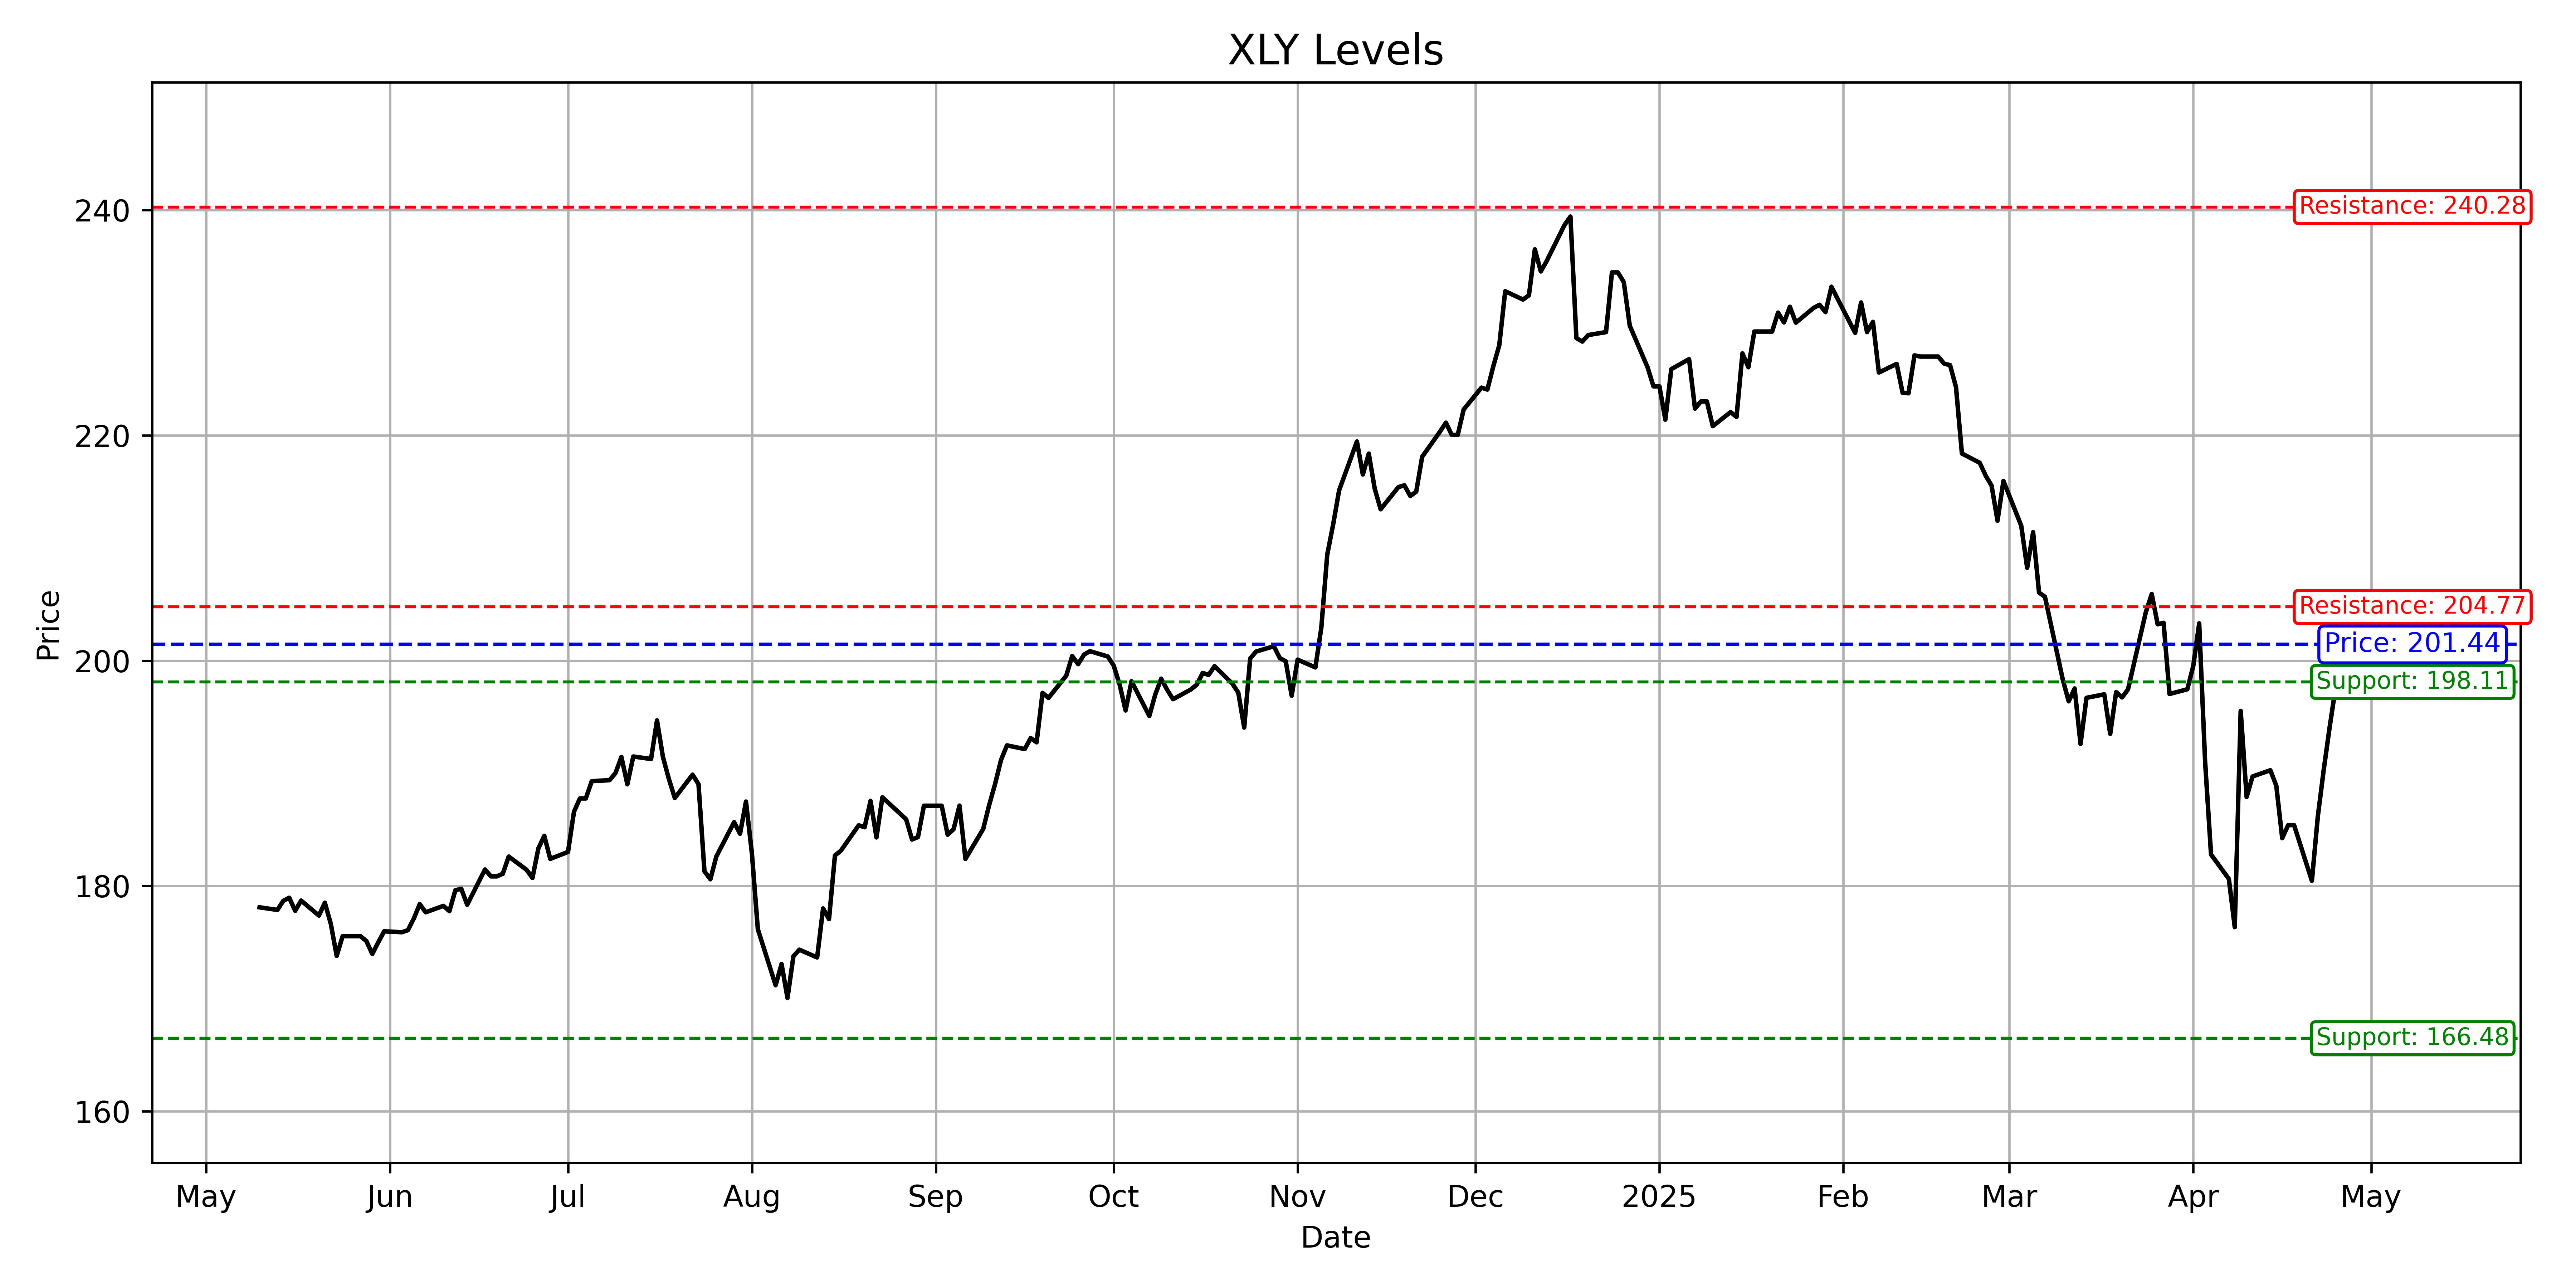 XLY Levels
240
220
200
180
160
Price
Resistance: 240.28
Resistance: 204.77
Price: 201.44
Support: 198.11
Support: 166.48
May Jun Jul Aug Sep Oct Nov Dec 2025 Feb Mar Apr May
Date